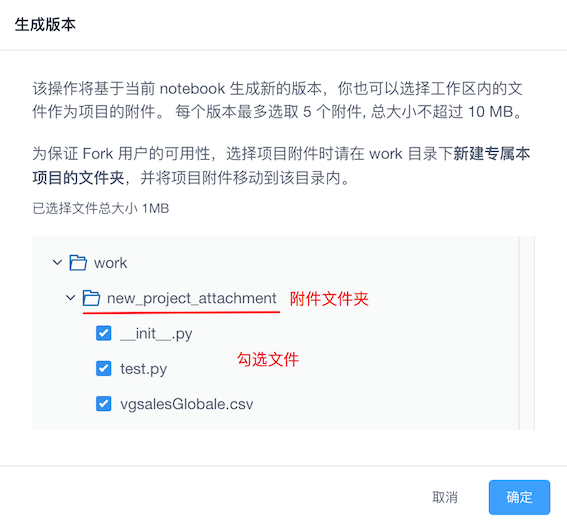 生成版本
该操作将基于当前 notebook 生成新的版本，你也可以选择工作区内的文
件作为项目的附件。 每个版本最多选取 5 个附件, 总大小不超过 10 MB。
为保证 Fork 用户的可用性，选择项目附件时请在 work 目录下新建专属本
项目的文件夹，并将项目附件移动到该目录内。
已选择文件总大小 1MB
work
new_project_attachment 附件文件夹
__init__.py
勾选文件
test.py
vgsalesGlobale.csv
取消 确定